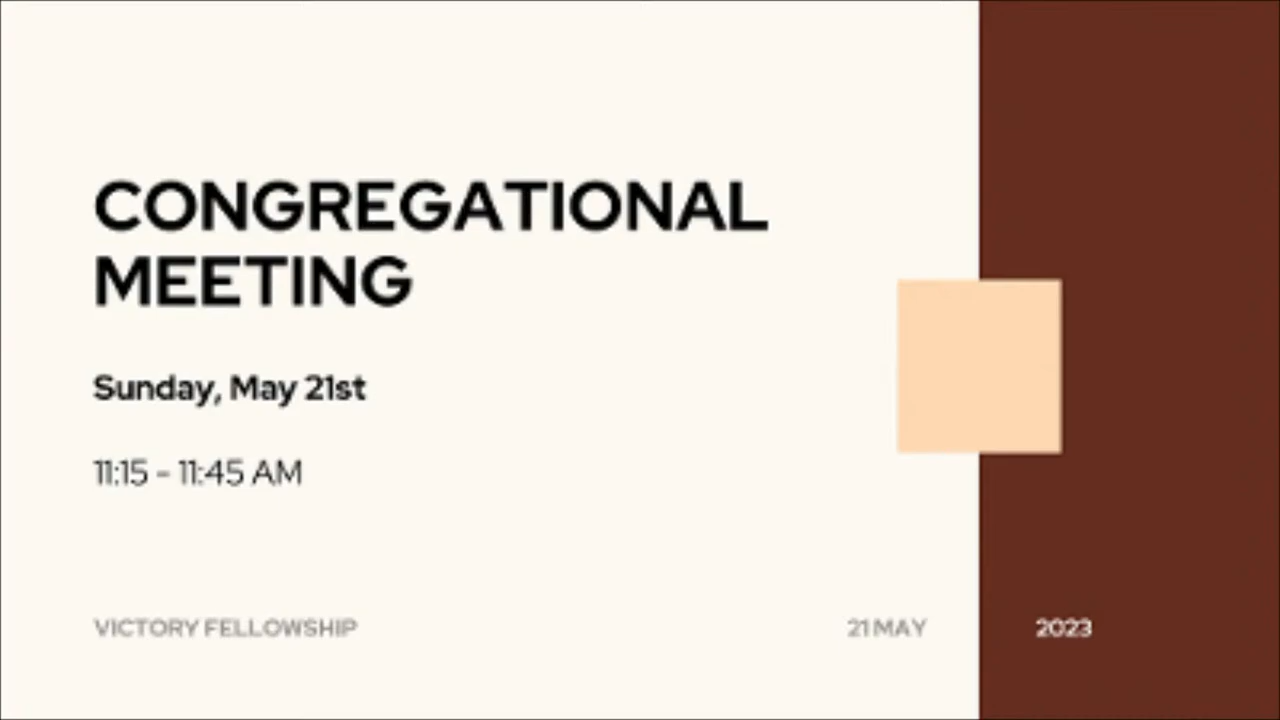 CONGREGATIONAL
MEETING
Sunday, May 21st
11:15 - 11:45 AM
VICTORY FELLOWSHIP
21 MAY
2023